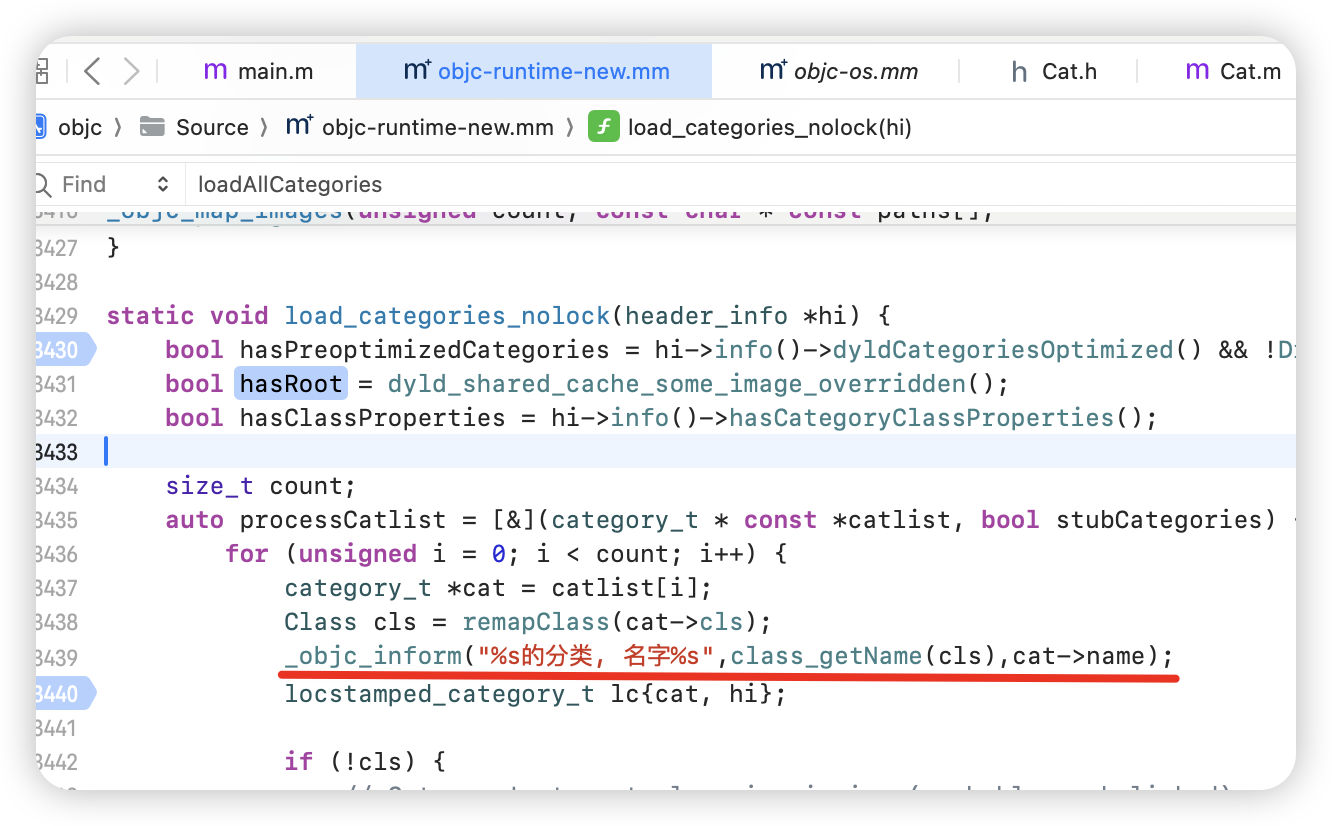 m main.m
m+ objc-runtime-new.mm
m+ objc-os.mm
h Cat.h
m Cat.m
objc 〉 Source 〉 m+ objc-runtime-new.mm 〉 f load_categories_nolock(hi)
Find loadAllCategories
_objc_map_images(unsigned count, const char * const paths[],
3427 }
3428
3429 static void load_categories_nolock(header_info *hi) {
3430 bool hasPreoptimizedCategories = hi->info()->dyldCategoriesOptimized() && !Di
3431 bool hasRoot = dyld_shared_cache_some_image_overridden();
3432 bool hasClassProperties = hi->info()->hasCategoryClassProperties();
3433
3434 size_t count;
3435 auto processCatlist = [&](category_t * const *catlist, bool stubCategories)
3436 for (unsigned i = 0; i < count; i++) {
3437 category_t *cat = catlist[i];
3438 Class cls = remapClass(cat->cls);
3439 _objc_inform("%s的分类, 名字%s",class_getName(cls),cat->name);
3440 locstamped_category_t lc{cat, hi};
3441
3442 if (!cls) {